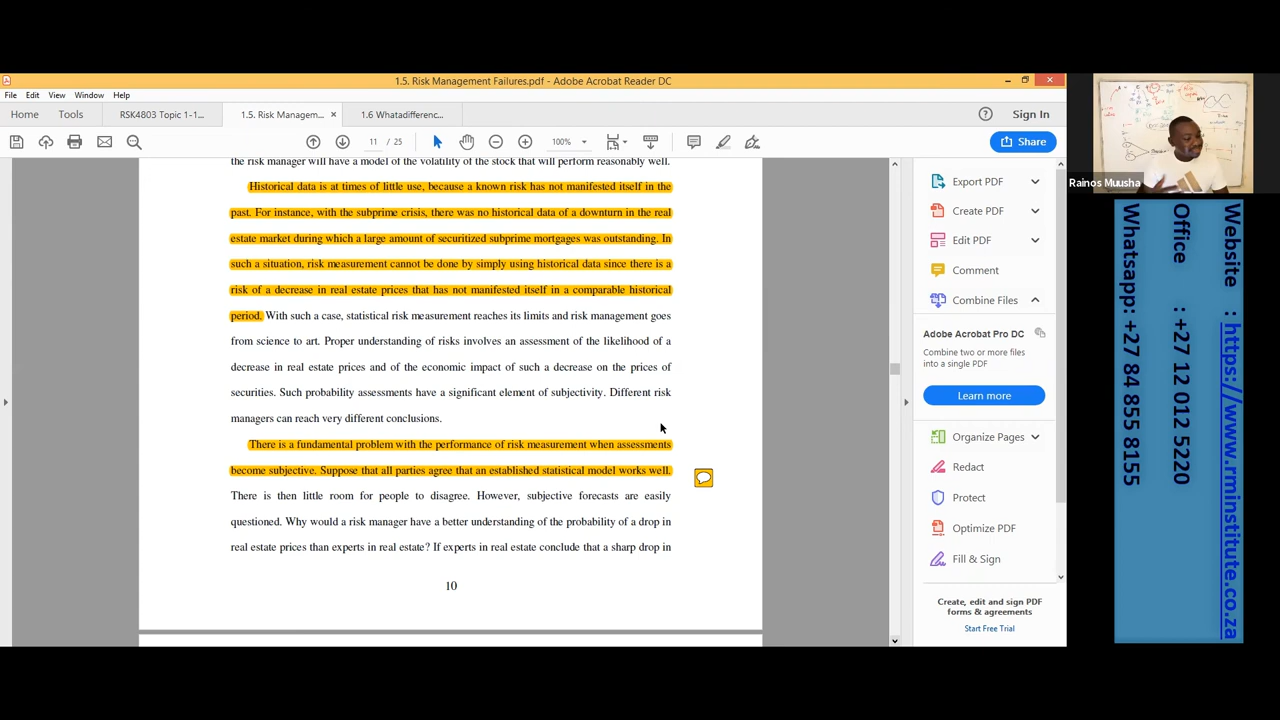 1.5. Risk Management Failures.pdf - Adobe Acrobat Reader DC
File Edit View Window Help
Home Tools RSK4803 Topic 1-1... 1.5. Risk Managem... × 1.6 Whatadifferenc... Sign In
11 / 25 100% Share
the risk manager will have a model of the volatility of the stock that will perform reasonably well.
Historical data is at times of little use, because a known risk has not manifested itself in the
past. For instance, with the subprime crisis, there was no historical data of a downturn in the real
estate market during which a large amount of securitized subprime mortgages was outstanding. In
such a situation, risk measurement cannot be done by simply using historical data since there is a
risk of a decrease in real estate prices that has not manifested itself in a comparable historical
period. With such a case, statistical risk measurement reaches its limits and risk management goes
from science to art. Proper understanding of risks involves an assessment of the likelihood of a
decrease in real estate prices and of the economic impact of such a decrease on the prices of
securities. Such probability assessments have a significant element of subjectivity. Different risk
managers can reach very different conclusions.
There is a fundamental problem with the performance of risk measurement when assessments
become subjective. Suppose that all parties agree that an established statistical model works well.
There is then little room for people to disagree. However, subjective forecasts are easily
questioned. Why would a risk manager have a better understanding of the probability of a drop in
real estate prices than experts in real estate? If experts in real estate conclude that a sharp drop in
10
Export PDF
Create PDF
Edit PDF
Comment
Combine Files
Adobe Acrobat Pro DC
Combine two or more files
into a single PDF
Learn more
Organize Pages
Redact
Protect
Optimize PDF
Fill & Sign
Create, edit and sign PDF
forms & agreements
Start Free Trial
Rainos Muusha
Website : https://www.rminstitute.co.za
Office : +27 12 012 5220
Whatsapp: +27 84 855 8155